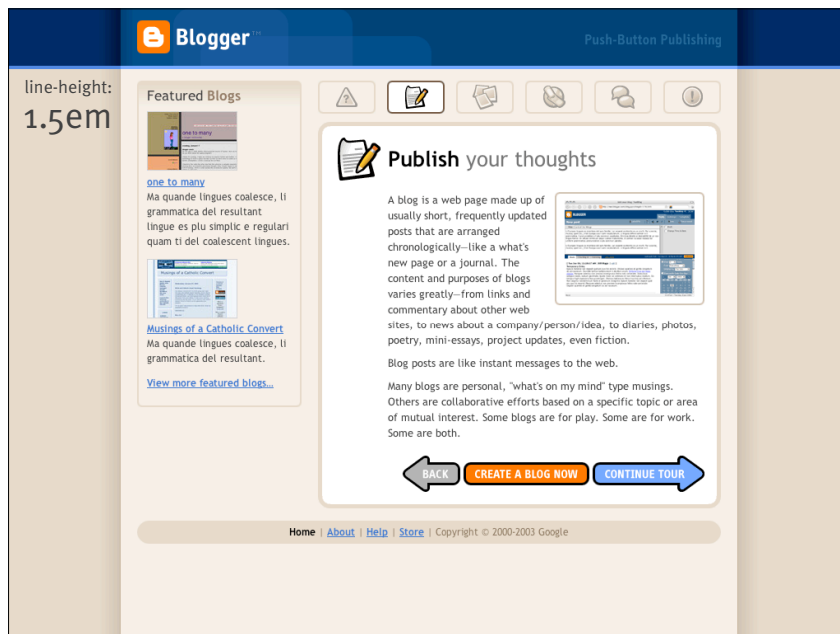 Blogger™
Push-Button Publishing
line-height:
1.5em
Featured Blogs
one to many
one to many
Ma quande lingues coalesce, li
grammatica del resultant
lingue es plu simplic e regulari
quam ti del coalescent lingues.
Musings of a Catholic Convert
Musings of a Catholic Convert
Ma quande lingues coalesce, li
grammatica del resultant.
View more featured blogs...
Publish your thoughts
A blog is a web page made up of
usually short, frequently updated
posts that are arranged
chronologically—like a what's
new page or a journal. The
content and purposes of blogs
varies greatly—from links and
commentary about other web
sites, to news about a company/person/idea, to diaries, photos,
poetry, mini-essays, project updates, even fiction.
BLOGGER
Blog posts are like instant messages to the web.
Many blogs are personal, "what's on my mind" type musings.
Others are collaborative efforts based on a specific topic or area
of mutual interest. Some blogs are for play. Some are for work.
Some are both.
BACK
CREATE A BLOG NOW
CONTINUE TOUR
Home | About | Help | Store | Copyright © 2000-2003 Google